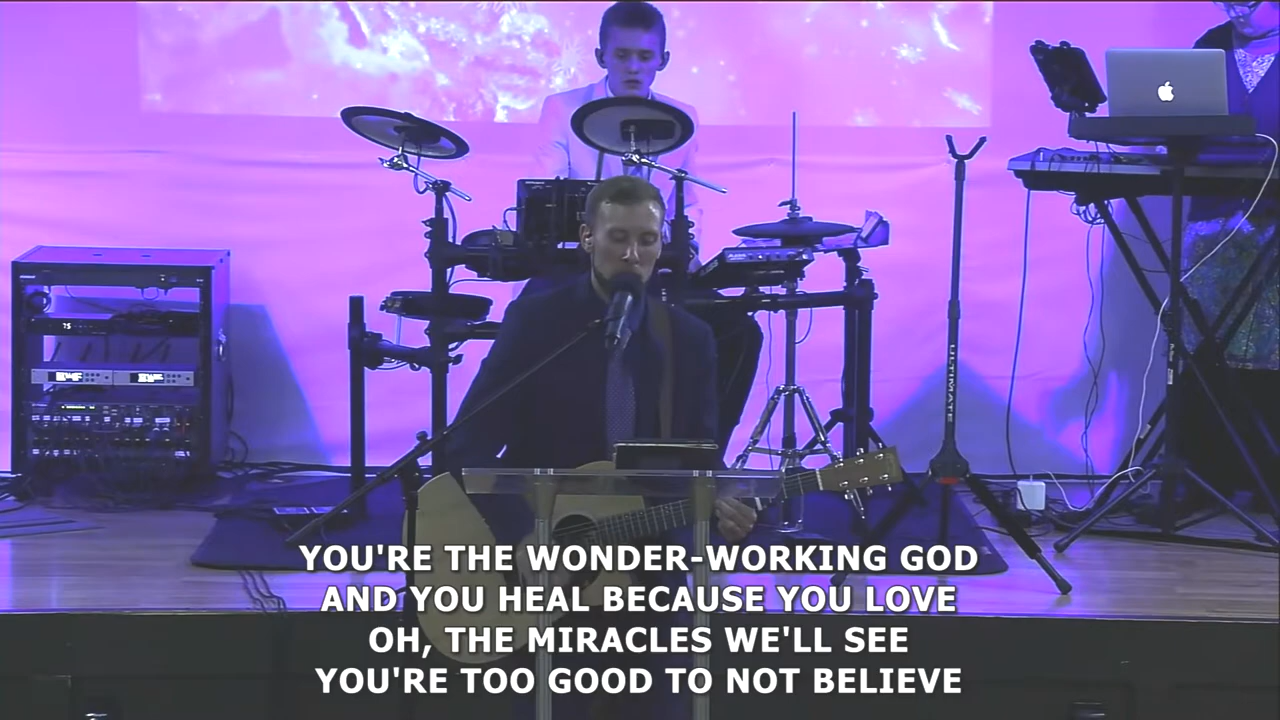 ULTIMATE
YOU'RE THE WONDER-WORKING GOD
AND YOU HEAL BECAUSE YOU LOVE
OH, THE MIRACLES WE'LL SEE
YOU'RE TOO GOOD TO NOT BELIEVE